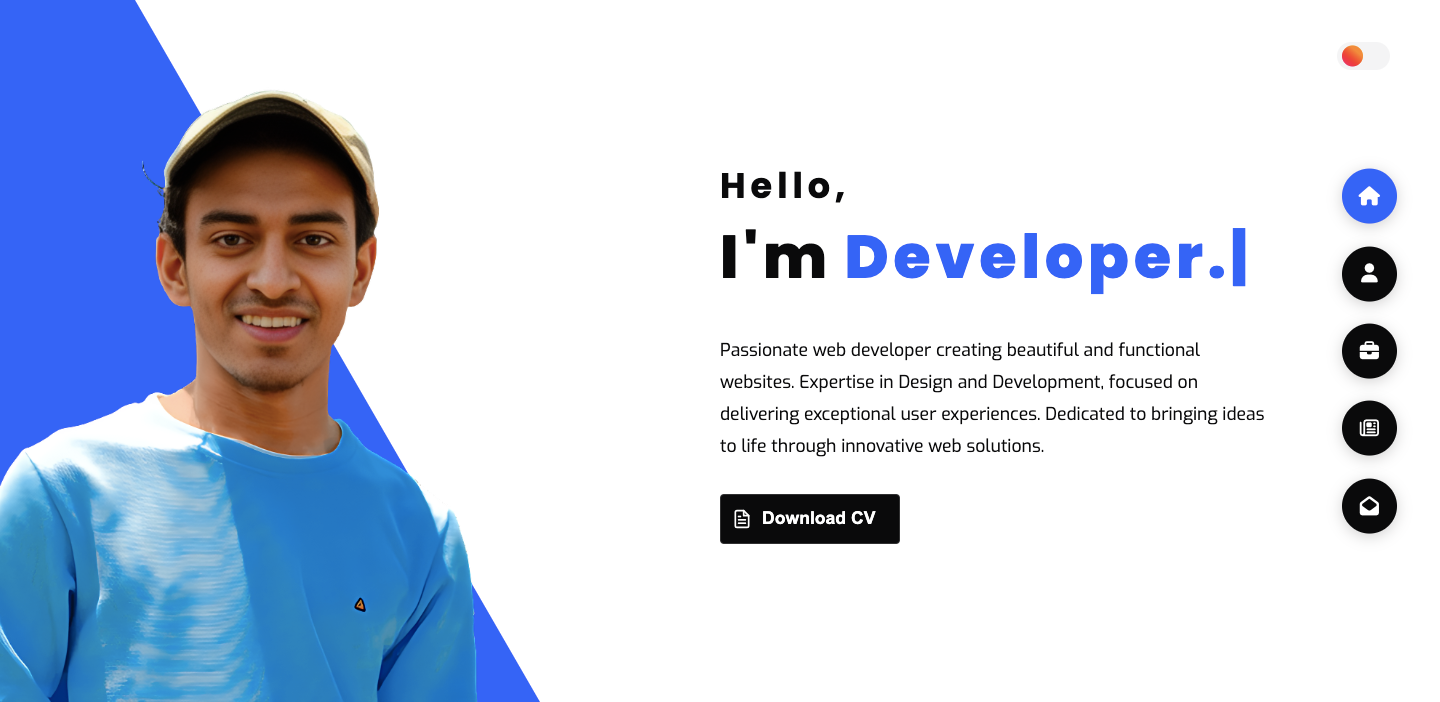 Hello,
I'm Developer.|
Passionate web developer creating beautiful and functional
websites. Expertise in Design and Development, focused on
delivering exceptional user experiences. Dedicated to bringing ideas
to life through innovative web solutions.
Download CV